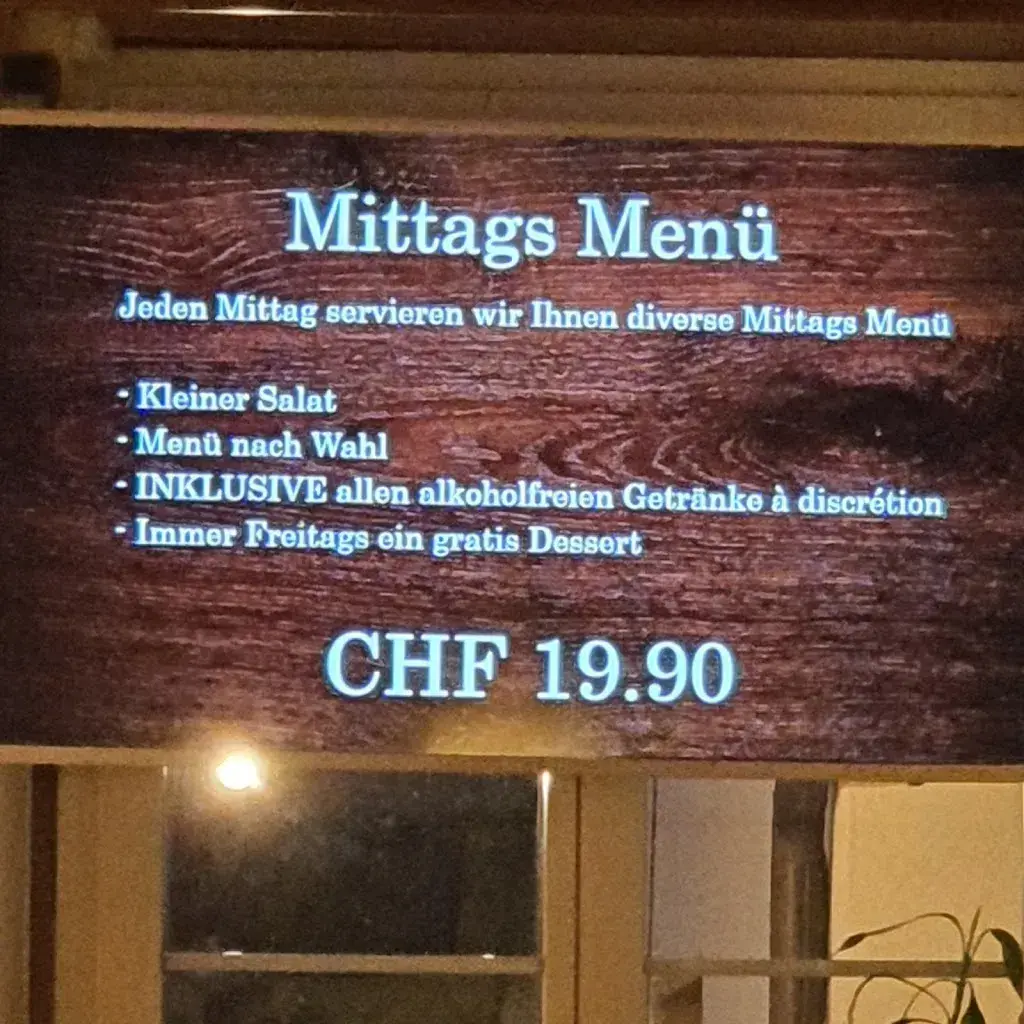 Mittags Menü
Jeden Mittag servieren wir Ihnen diverse Mittags Menü
- Kleiner Salat
- Menü nach Wahl
- INKLUSIVE allen alkoholfreien Getränke à discrétion
- Immer Freitags ein gratis Dessert
CHF 19.90